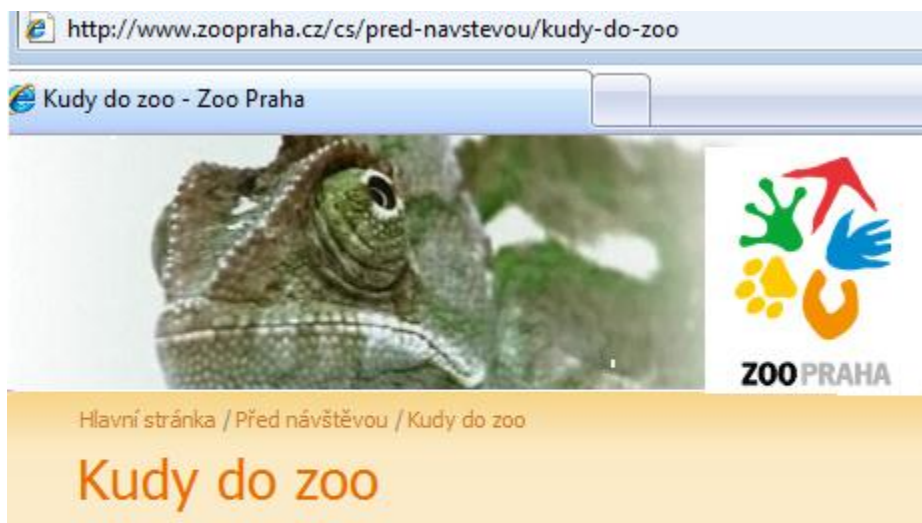 http://www.zoopraha.cz/cs/pred-navstevou/kudy-do-zoo
Kudy do zoo - Zoo Praha
ZOO PRAHA
Hlavní stránka / Před návštěvou / Kudy do zoo
Kudy do zoo